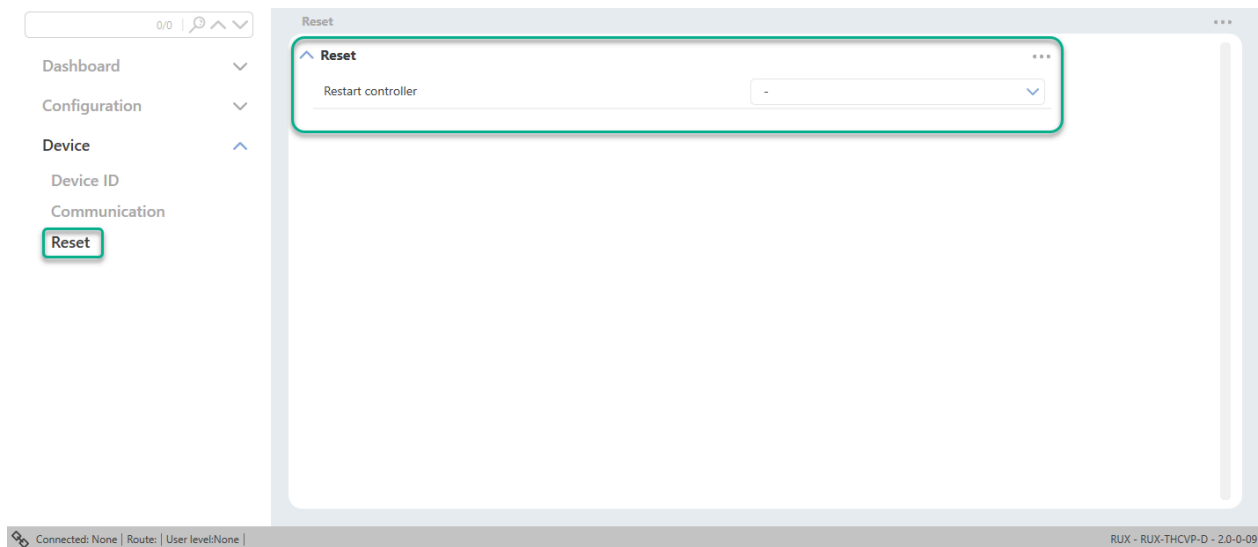 0/0
Dashboard
Configuration
Device
Device ID
Communication
Reset
Reset
Reset
Restart controller
-
Connected: None | Route: | User level:None |
RUX - RUX-THCVP-D - 2.0-0-09